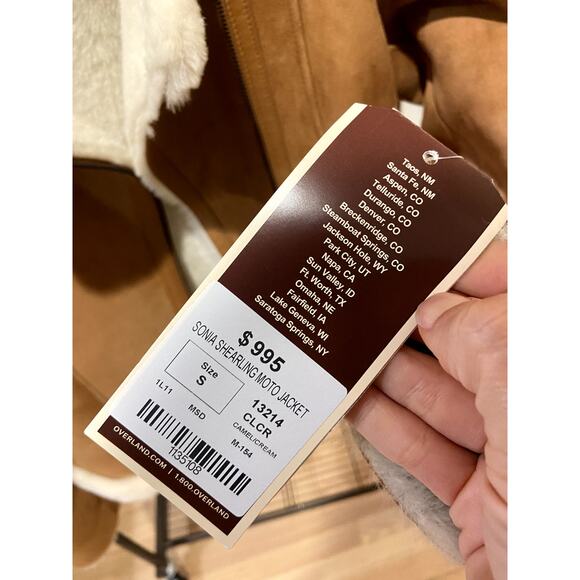 Taos, NM
Santa Fe, NM
Aspen, CO
Telluride, CO
Durango, CO
Denver, CO
Breckenridge, CO
Steamboat Springs, CO
Jackson Hole, WY
Park City, UT
Napa, CA
Sun Valley, ID
Ft. Worth, TX
Omaha, NE
Fairfield, IA
Lake Geneva, WI
Saratoga Springs, NY
$ 995
SONIA SHEARLING MOTO JACKET
Size
S
13214
CLCR
1L11 MSD
CAMEL/CREAM
M-154
1135108
OVERLAND.COM | 1.800.OVERLAND